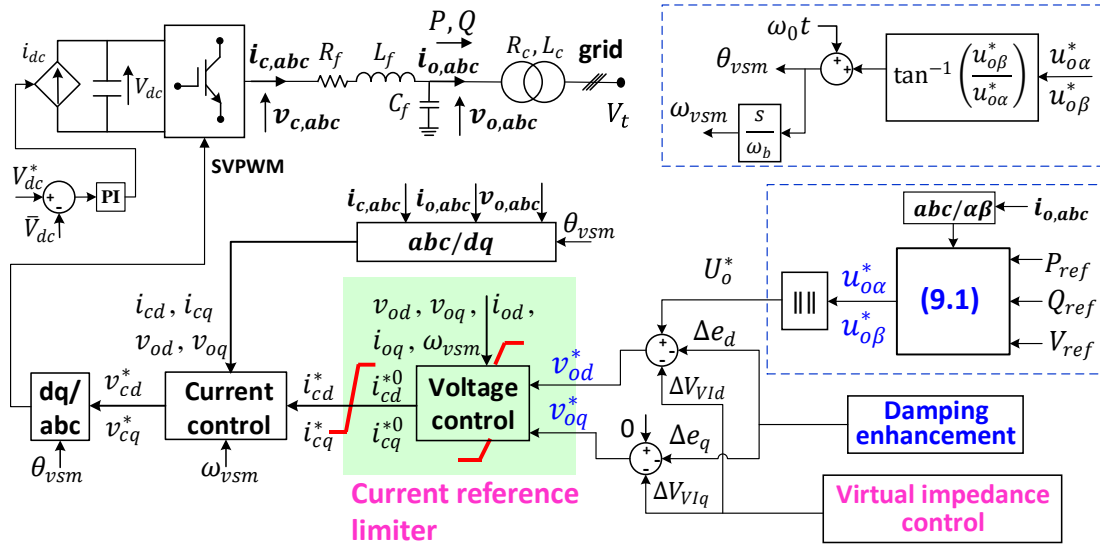 i_dc
V_dc
SVPWM
V*_dc
V̄_dc
+
-
PI
i_c,abc
v_c,abc
R_f
L_f
C_f
P, Q
i_o,abc
v_o,abc
R_c, L_c
grid
V_t
ω_0 t
θ_vsm
+
+
tan⁻¹(u*_oβ / u*_oα)
u*_oα
u*_oβ
ω_vsm
s/ω_b
i_c,abc i_o,abc v_o,abc
abc/dq
θ_vsm
abc/αβ
i_o,abc
(9.1)
P_ref
Q_ref
V_ref
u*_oα
u*_oβ
‖ ‖
U*_o
+
-
-
Δe_d
ΔV_VId
0
+
-
-
Δe_q
ΔV_VIq
Damping
enhancement
Virtual impedance
control
i_cd, i_cq
v_od, v_oq
v_od, v_oq, i_od,
i_oq, ω_vsm
Voltage
control
v*_od
v*_oq
i*0_cd
i*0_cq
i*_cd
i*_cq
Current reference
limiter
Current
control
ω_vsm
v*_cd
v*_cq
dq/
abc
θ_vsm